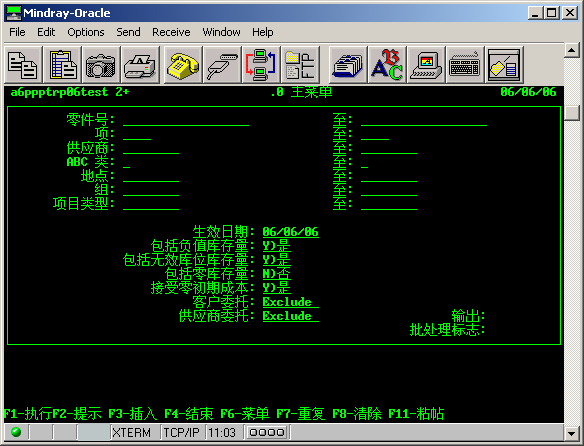 Mindray-Oracle
File Edit Options Send Receive Window Help
a6ppptrp06test 2+ .0 主菜单 06/06/06
零件号: 至:
项: 至:
供应商: 至:
ABC 类: 至:
地点: 至:
组: 至:
项目类型: 至:
生效日期: 06/06/06
包括负值库存量: Y)是
包括无效库位库存量: Y)是
包括零库存量: N)否
接受零初期成本: Y)是
客户委托: Exclude
供应商委托: Exclude 输出:
批处理标志:
F1-执行F2-提示 F3-插入 F4-结束 F6-菜单 F7-重复 F8-清除 F11-粘帖
XTERM TCP/IP 11:03